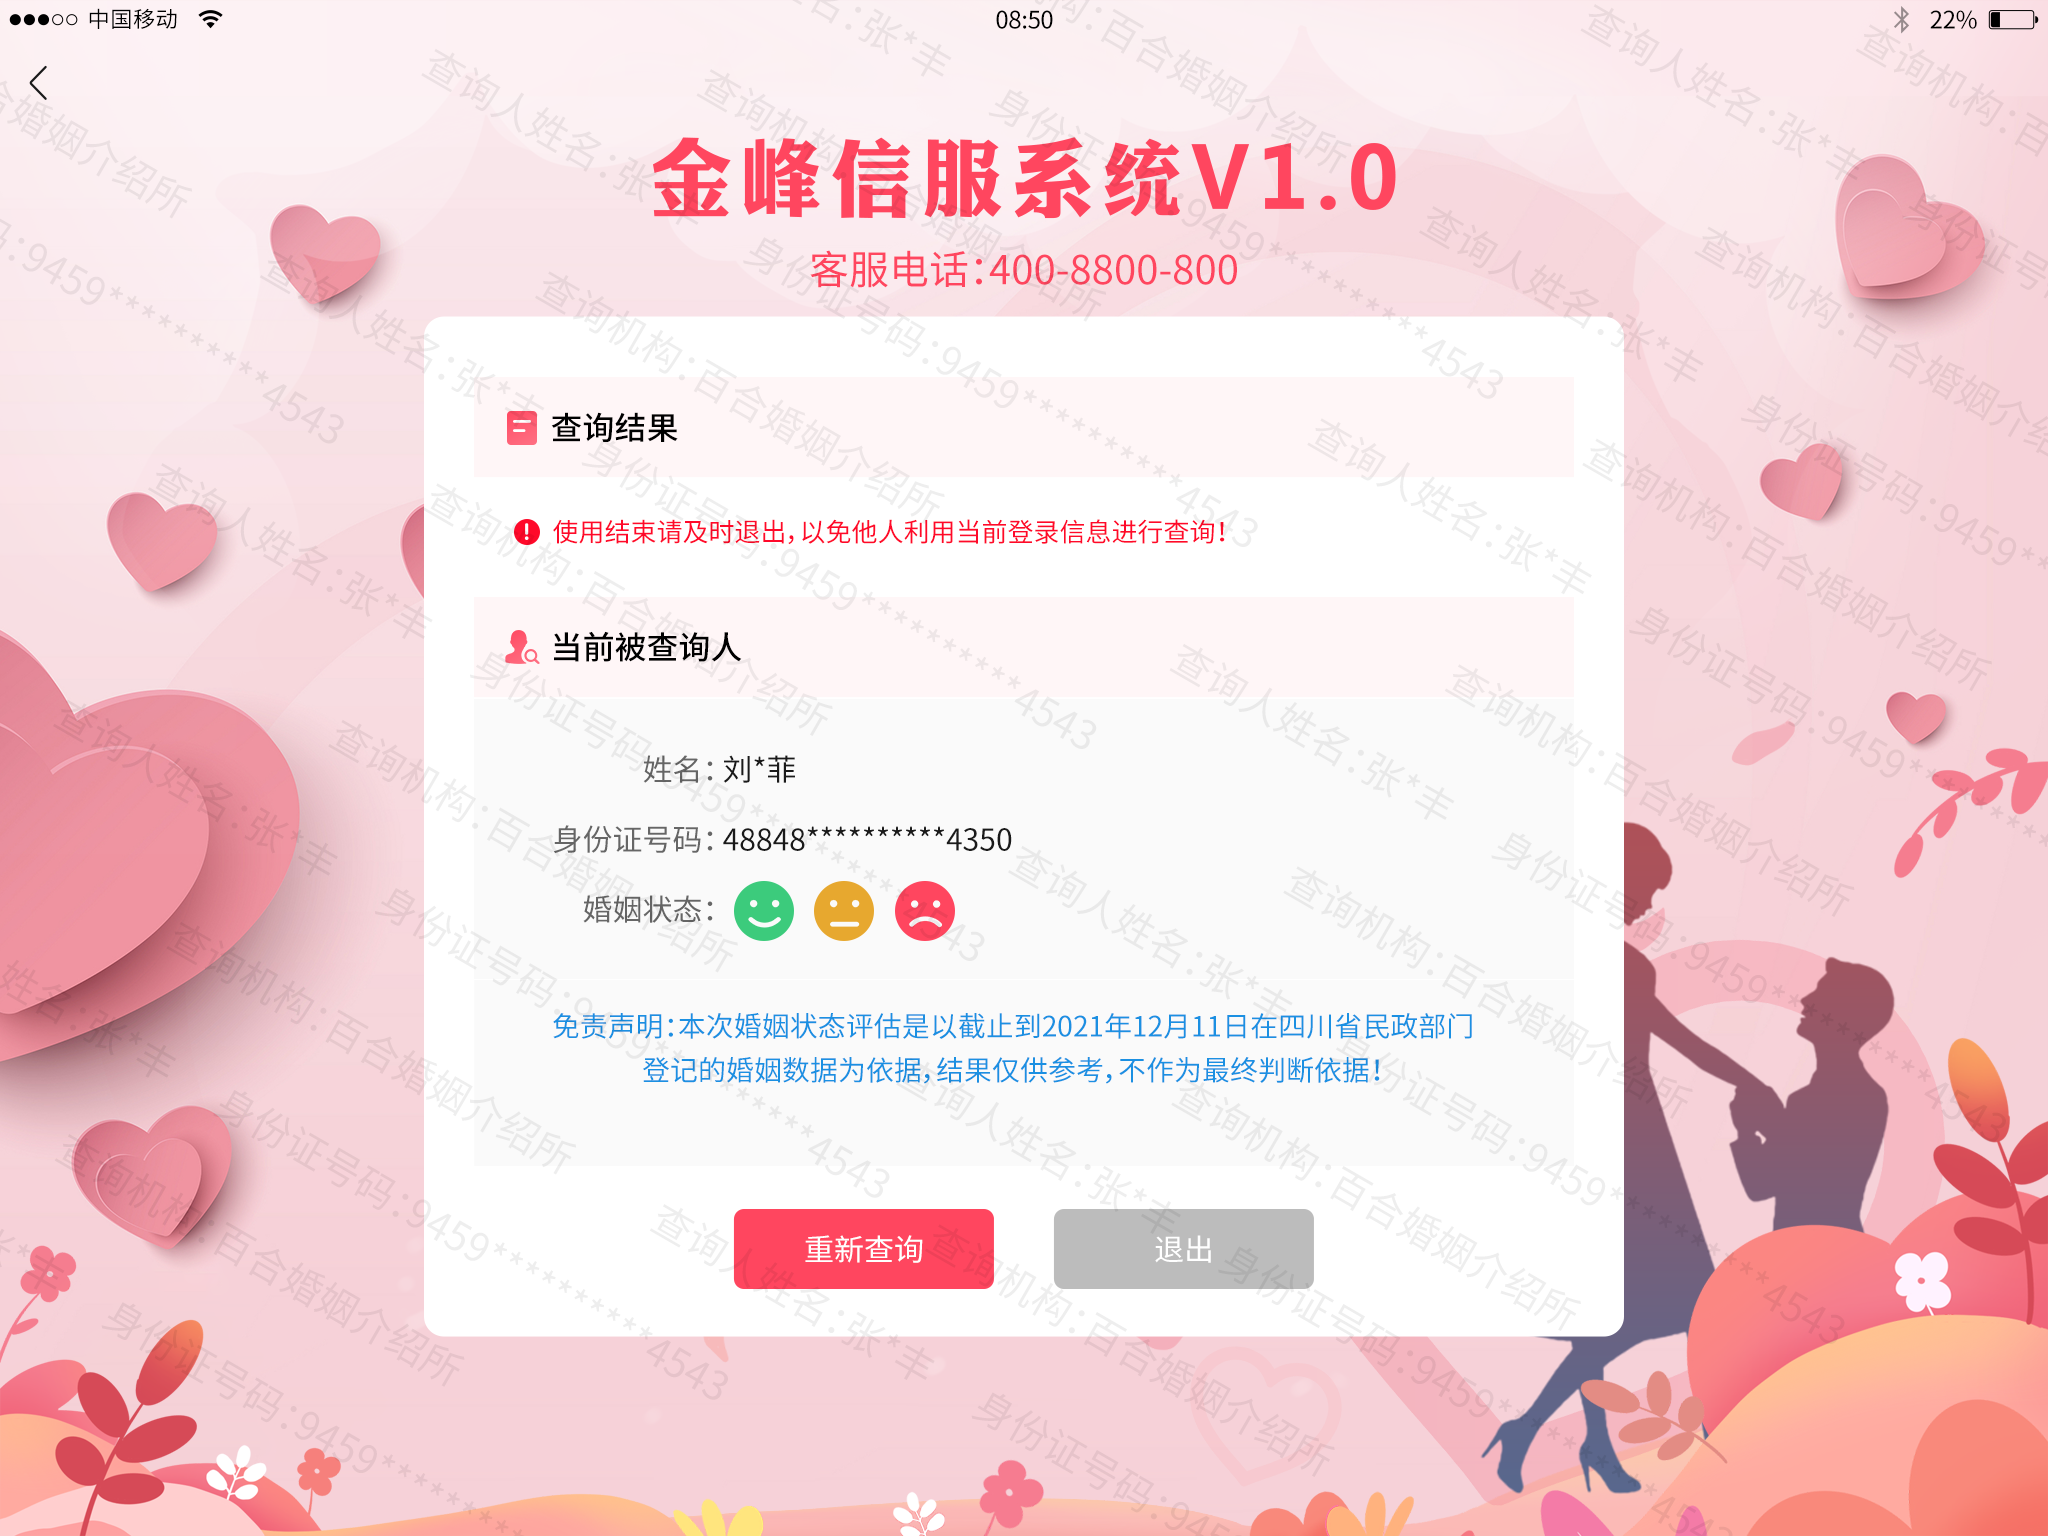 中国移动
08:50
22%
金峰信服系统V1.0
客服电话:400-8800-800
查询结果
使用结束请及时退出,以免他人利用当前登录信息进行查询!
当前被查询人
姓名: 刘*菲
身份证号码: 48848**********4350
婚姻状态:
免责声明:本次婚姻状态评估是以截止到2021年12月11日在四川省民政部门
登记的婚姻数据为依据,结果仅供参考,不作为最终判断依据!
重新查询
退出
查询人姓名:张*丰
查询机构:百合婚姻介绍所
身份证号码:9459**********4543